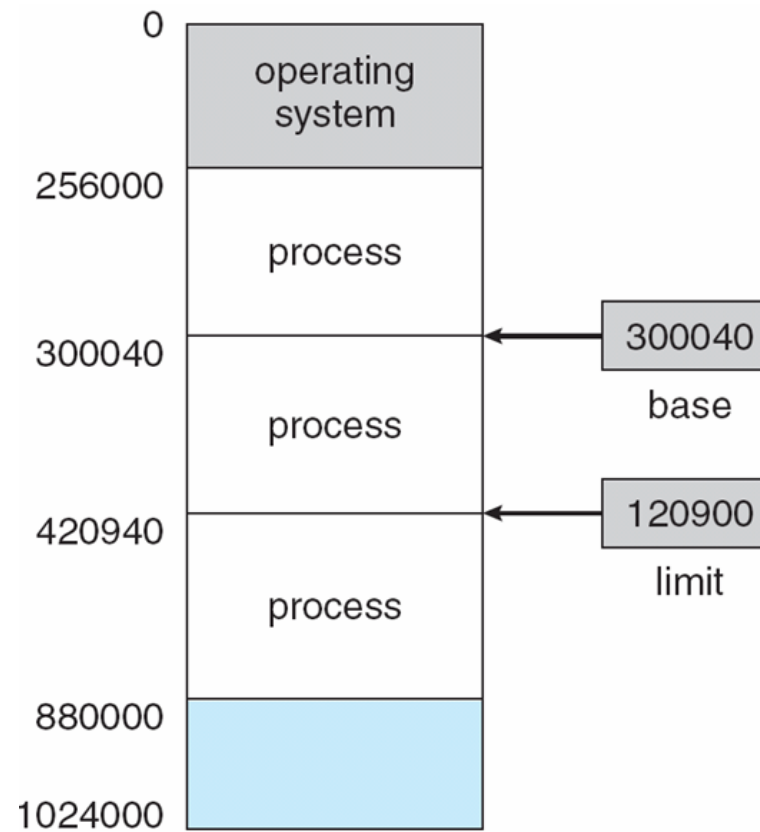 0
operating
system
256000
process
300040
300040
base
process
420940
120900
limit
process
880000
1024000